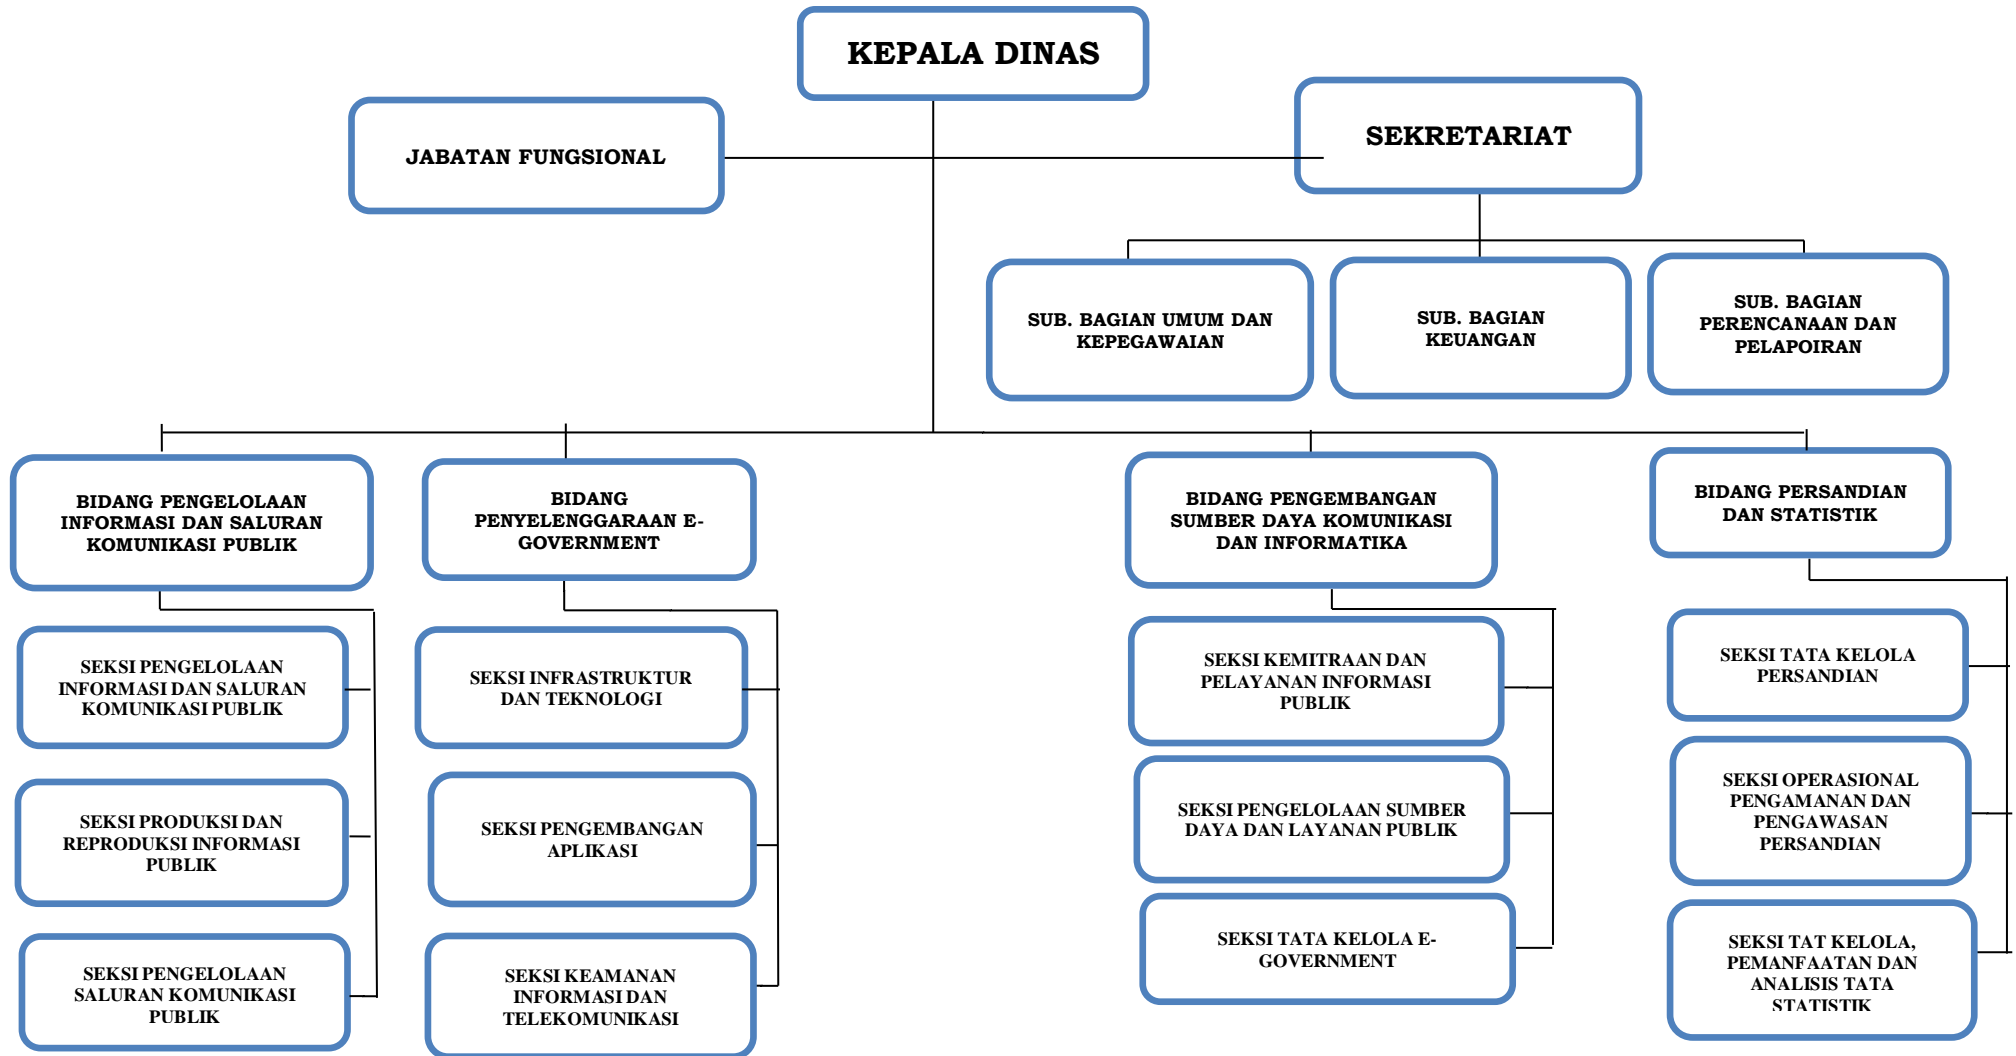 KEPALA DINAS
JABATAN FUNGSIONAL
SEKRETARIAT
SUB. BAGIAN UMUM DAN
KEPEGAWAIAN
SUB. BAGIAN
KEUANGAN
SUB. BAGIAN
PERENCANAAN DAN
PELAPOIRAN
BIDANG PENGELOLAAN
INFORMASI DAN SALURAN
KOMUNIKASI PUBLIK
BIDANG
PENYELENGGARAAN E-
GOVERNMENT
BIDANG PENGEMBANGAN
SUMBER DAYA KOMUNIKASI
DAN INFORMATIKA
BIDANG PERSANDIAN
DAN STATISTIK
SEKSI PENGELOLAAN
INFORMASI DAN SALURAN
KOMUNIKASI PUBLIK
SEKSI PRODUKSI DAN
REPRODUKSI INFORMASI
PUBLIK
SEKSI PENGELOLAAN
SALURAN KOMUNIKASI
PUBLIK
SEKSI INFRASTRUKTUR
DAN TEKNOLOGI
SEKSI PENGEMBANGAN
APLIKASI
SEKSI KEAMANAN
INFORMASI DAN
TELEKOMUNIKASI
SEKSI KEMITRAAN DAN
PELAYANAN INFORMASI
PUBLIK
SEKSI PENGELOLAAN SUMBER
DAYA DAN LAYANAN PUBLIK
SEKSI TATA KELOLA E-
GOVERNMENT
SEKSI TATA KELOLA
PERSANDIAN
SEKSI OPERASIONAL
PENGAMANAN DAN
PENGAWASAN
PERSANDIAN
SEKSI TAT KELOLA,
PEMANFAATAN DAN
ANALISIS TATA
STATISTIK